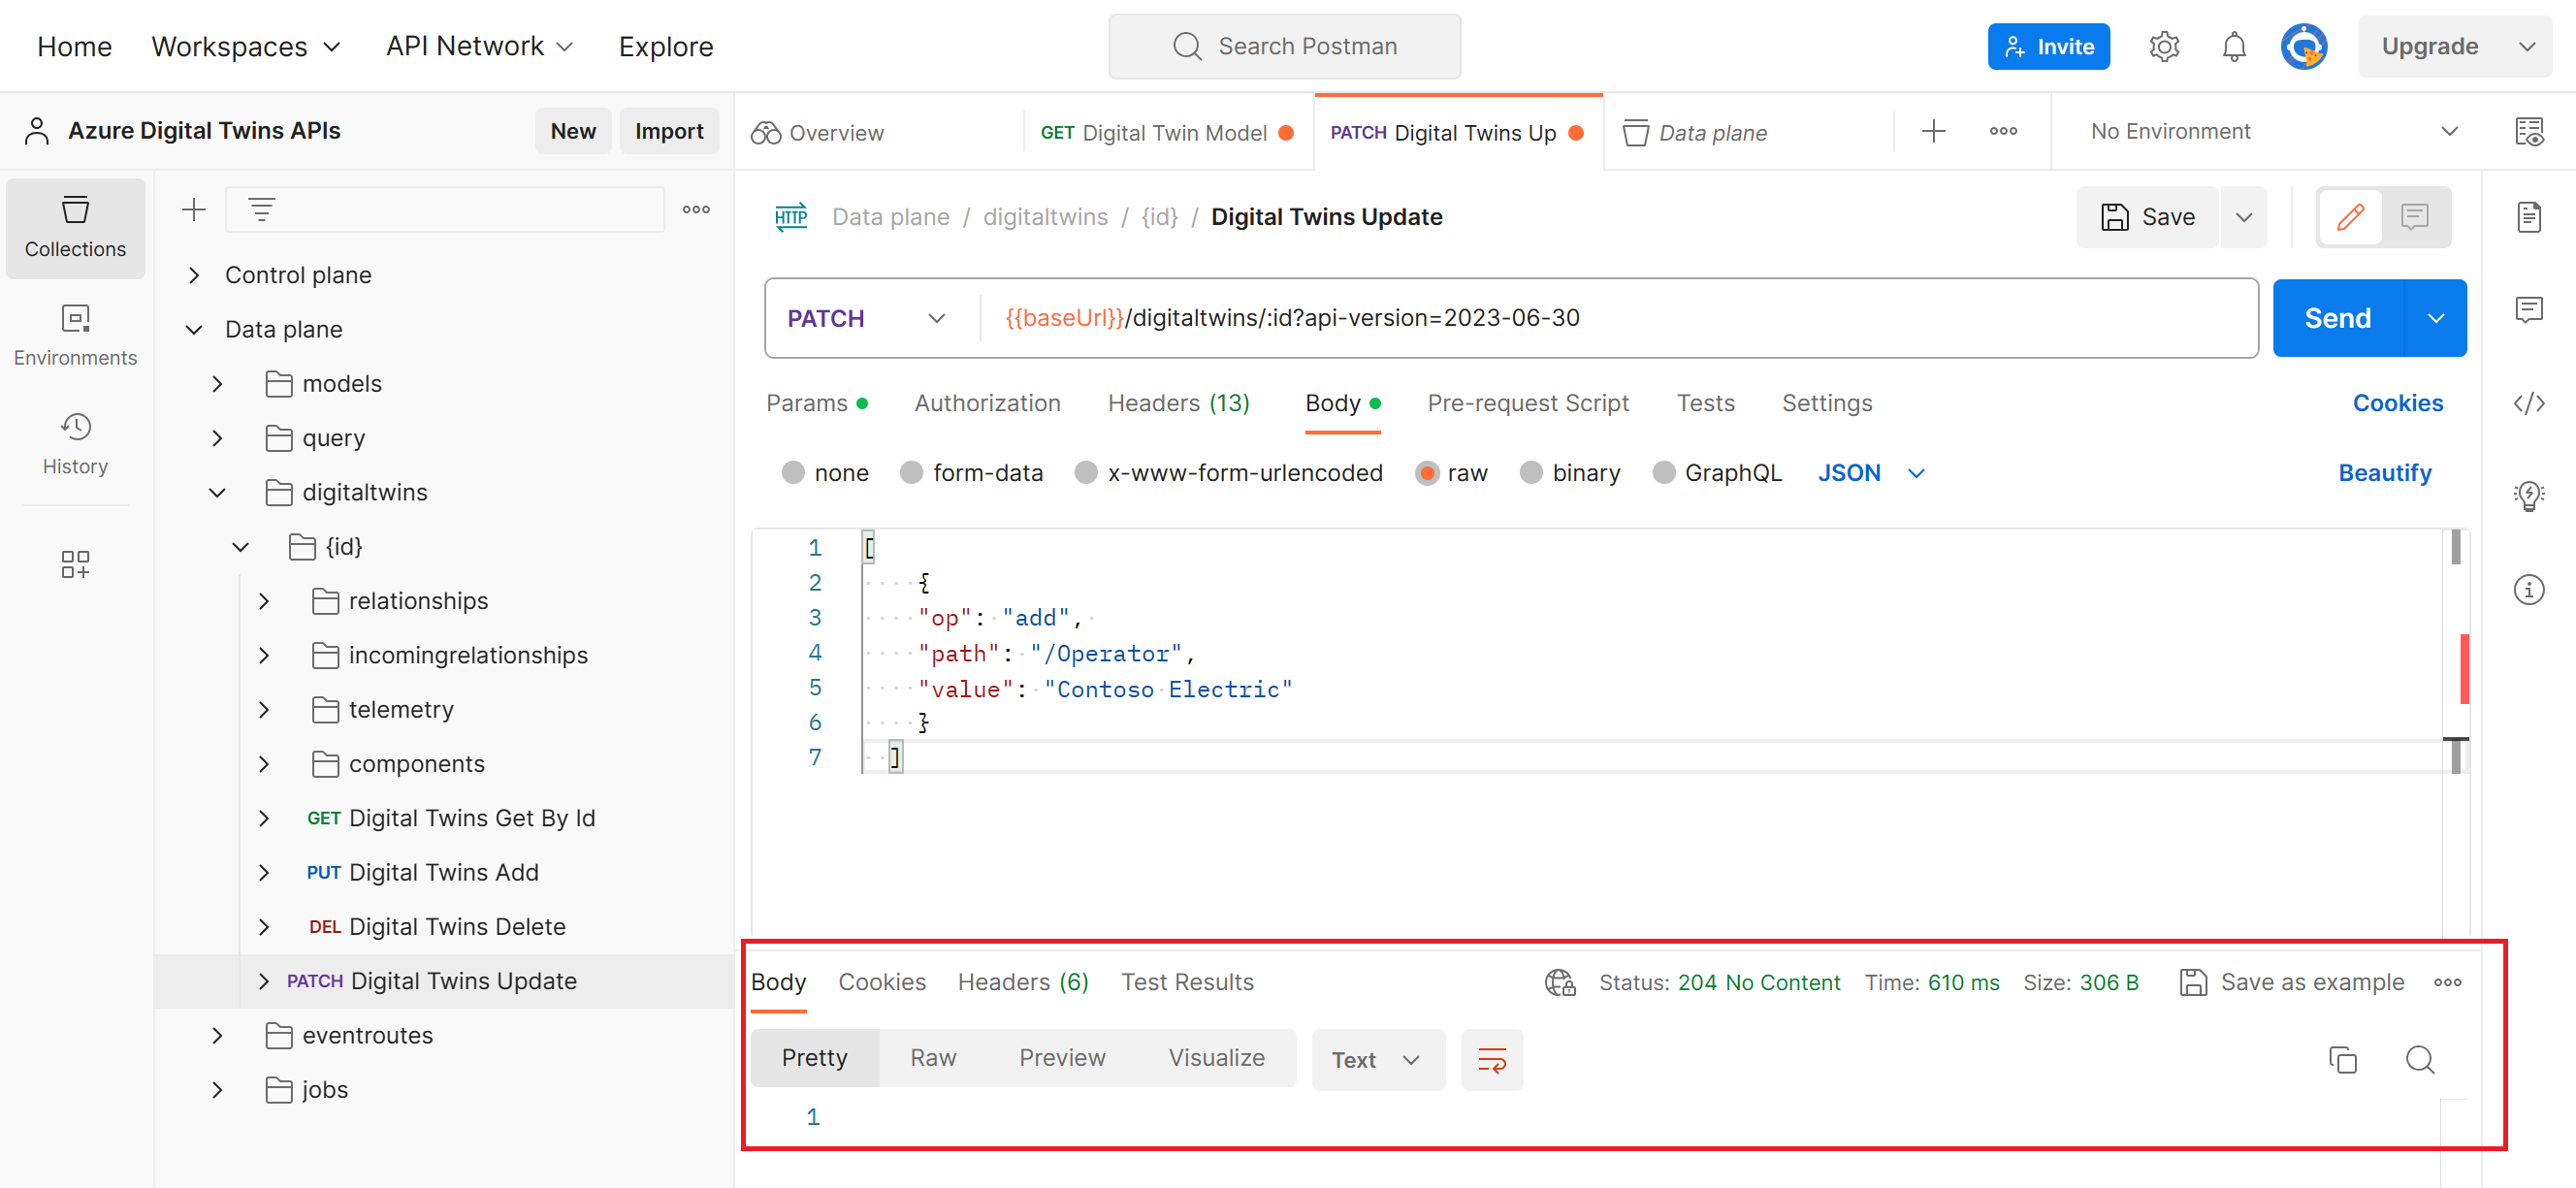 Home Workspaces API Network Explore Search Postman Invite Upgrade
Azure Digital Twins APIs New Import
Overview GET Digital Twin Model PATCH Digital Twins Up Data plane No Environment
Collections
Environments
History
Control plane
Data plane
models
query
digitaltwins
{id}
relationships
incomingrelationships
telemetry
components
GET Digital Twins Get By Id
PUT Digital Twins Add
DEL Digital Twins Delete
PATCH Digital Twins Update
eventroutes
jobs
HTTP Data plane / digitaltwins / {id} / Digital Twins Update Save
PATCH {{baseUrl}}/digitaltwins/:id?api-version=2023-06-30 Send
Params Authorization Headers (13) Body Pre-request Script Tests Settings Cookies
none form-data x-www-form-urlencoded raw binary GraphQL JSON Beautify
1 [
2 {
3 "op": "add",
4 "path": "/Operator",
5 "value": "Contoso Electric"
6 }
7 ]
Body Cookies Headers (6) Test Results Status: 204 No Content Time: 610 ms Size: 306 B Save as example
Pretty Raw Preview Visualize Text
1